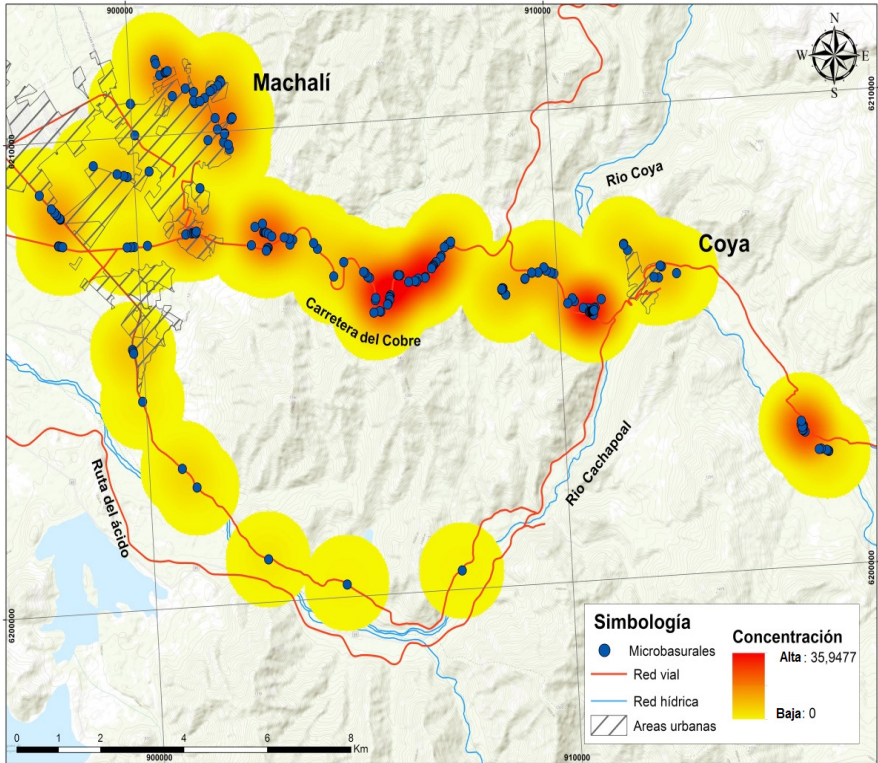 900000
910000
N
W E
S
Machalí
6210000
6210000
Rio Coya
Coya
Carretera del Cobre
Rio Cachapoal
Ruta del ácido
6200000
6200000
Simbología
Microbasurales
Red vial
Red hídrica
Areas urbanas
Concentración
Alta : 35,9477
Baja : 0
0 1 2 4 6 8
Km
900000
910000